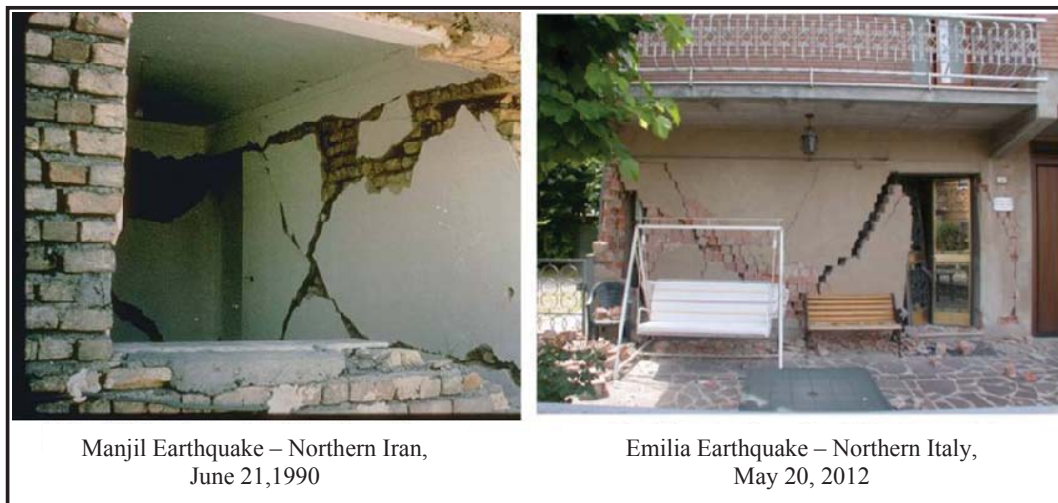 Manjil Earthquake – Northern Iran,
June 21,1990
Emilia Earthquake – Northern Italy,
May 20, 2012